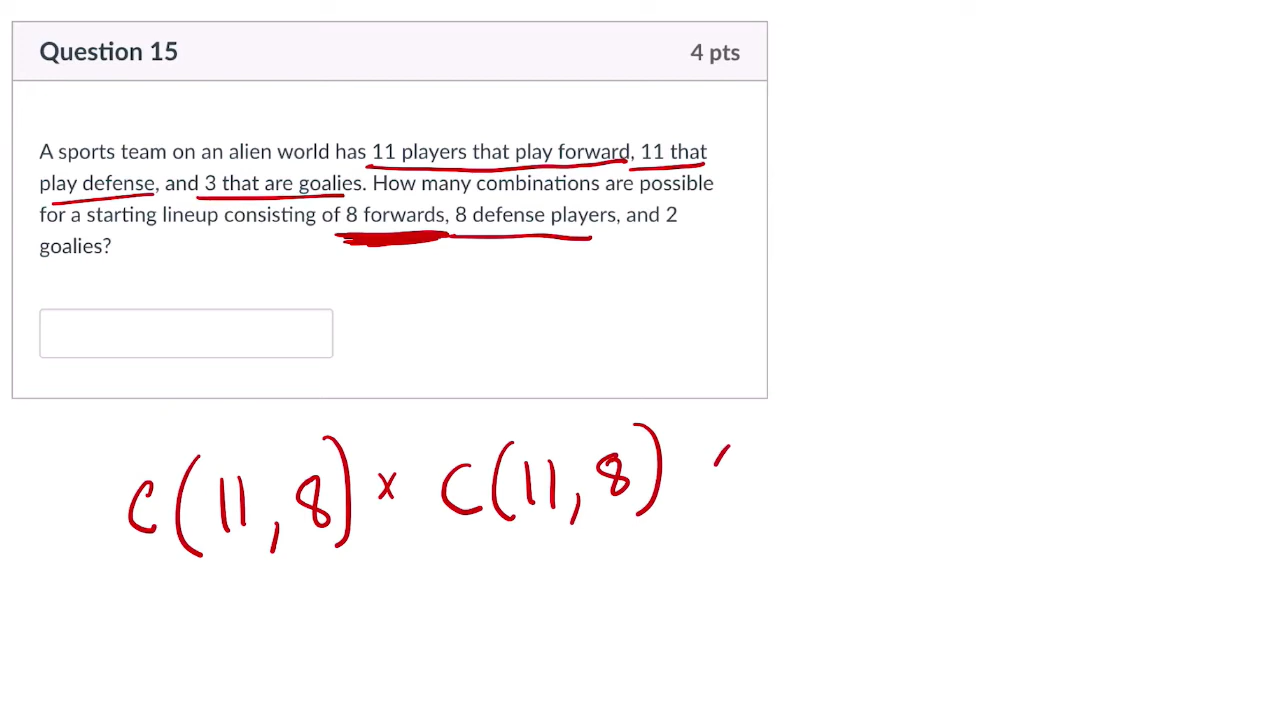 Question 15 4 pts
A sports team on an alien world has 11 players that play forward, 11 that
play defense, and 3 that are goalies. How many combinations are possible
for a starting lineup consisting of 8 forwards, 8 defense players, and 2
goalies?
C(11,8) × C(11,8)